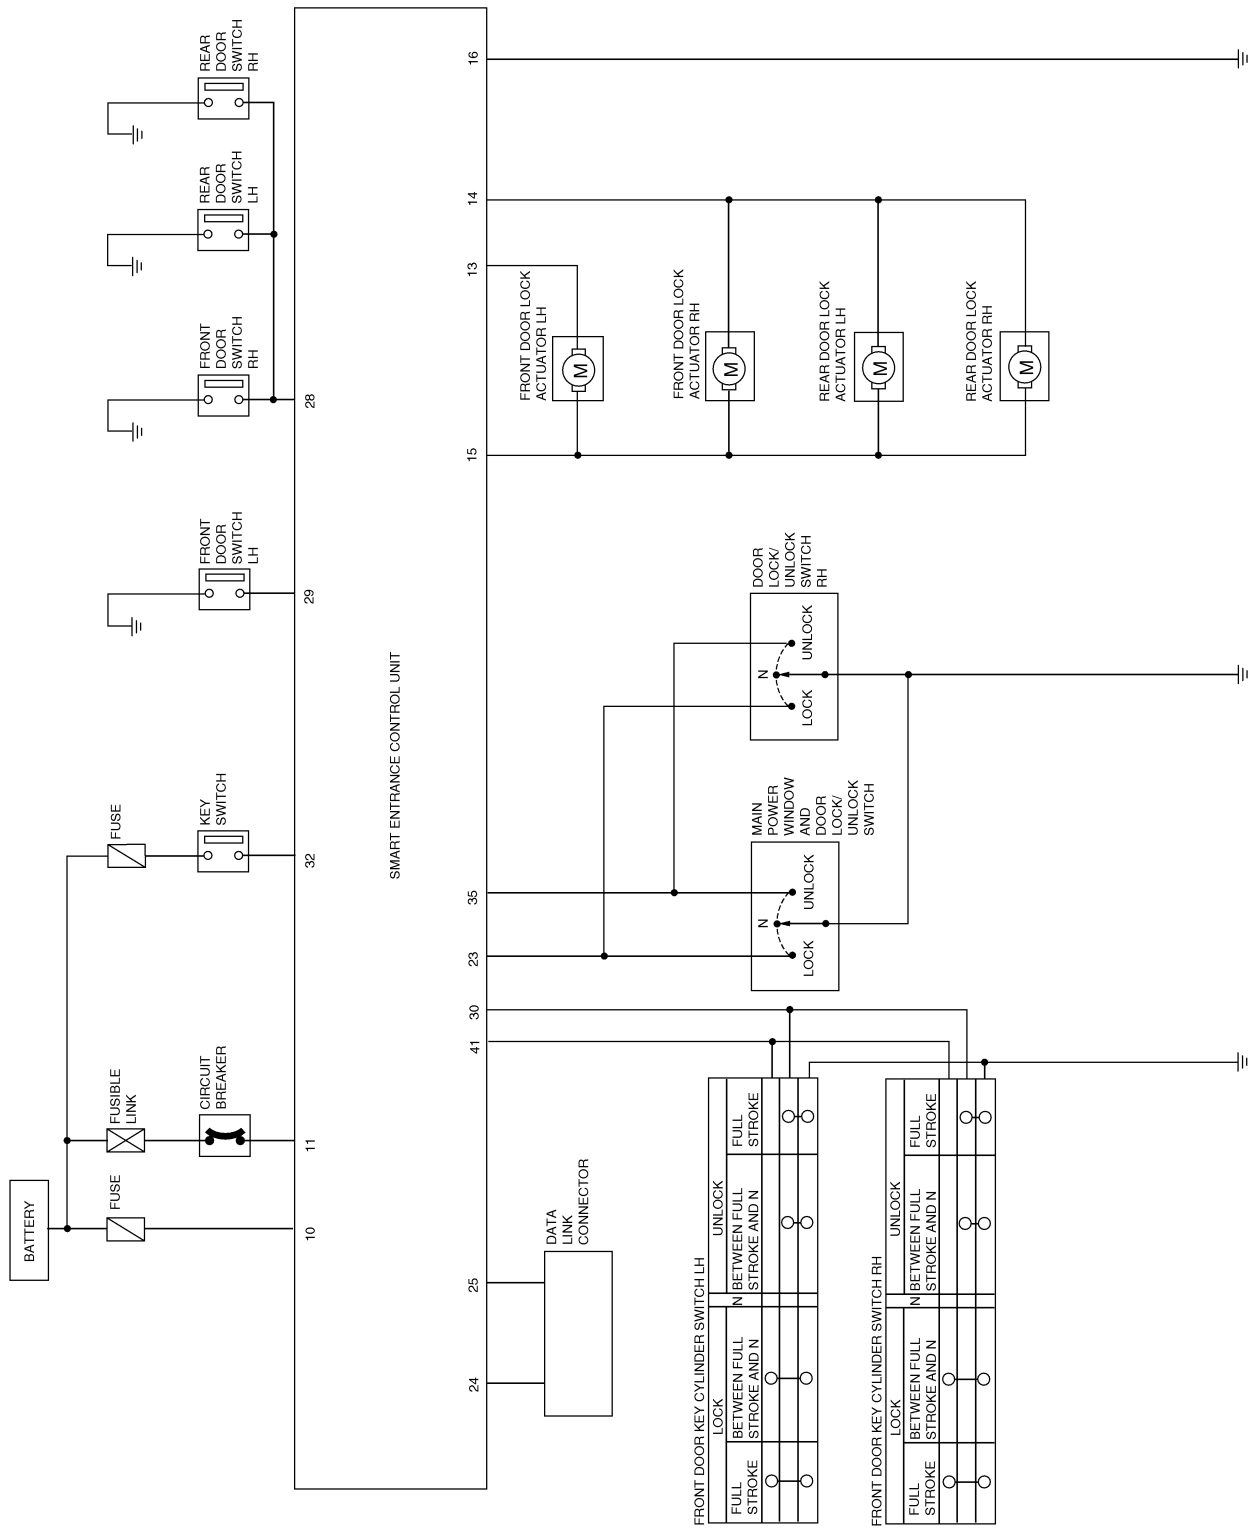 BATTERY
FUSE
FUSIBLE
LINK
CIRCUIT
BREAKER
FUSE
KEY
SWITCH
FRONT
DOOR
SWITCH
LH
FRONT
DOOR
SWITCH
RH
REAR
DOOR
SWITCH
LH
REAR
DOOR
SWITCH
RH
10
11
32
29
28
SMART ENTRANCE CONTROL UNIT
24
25
41
30
23
35
15
13
14
16
DATA
LINK
CONNECTOR
FRONT DOOR LOCK
ACTUATOR LH
M
FRONT DOOR LOCK
ACTUATOR RH
M
REAR DOOR LOCK
ACTUATOR LH
M
REAR DOOR LOCK
ACTUATOR RH
M
MAIN
POWER
WINDOW
AND
DOOR
LOCK/
UNLOCK
SWITCH
N
LOCK
UNLOCK
DOOR
LOCK/
UNLOCK
SWITCH
RH
N
LOCK
UNLOCK
FRONT DOOR KEY CYLINDER SWITCH LH
LOCK
N
UNLOCK
FULL
STROKE
BETWEEN FULL
STROKE AND N
BETWEEN FULL
STROKE AND N
FULL
STROKE
FRONT DOOR KEY CYLINDER SWITCH RH
LOCK
N
UNLOCK
FULL
STROKE
BETWEEN FULL
STROKE AND N
BETWEEN FULL
STROKE AND N
FULL
STROKE